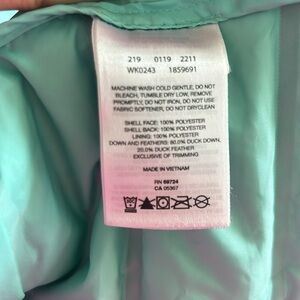 219 0119 2211
WK0243 1859691
MACHINE WASH COLD GENTLE, DO NOT
BLEACH, TUMBLE DRY LOW, REMOVE
PROMPTLY, DO NOT IRON, DO NOT USE
FABRIC SOFTENER, DO NOT DRYCLEAN
SHELL FACE: 100% POLYESTER
SHELL BACK: 100% POLYESTER
LINING: 100% POLYESTER
DOWN AND FEATHERS: 80.0% DUCK DOWN,
20.0% DUCK FEATHER
EXCLUSIVE OF TRIMMING
MADE IN VIETNAM
RN 69724
CA 05367